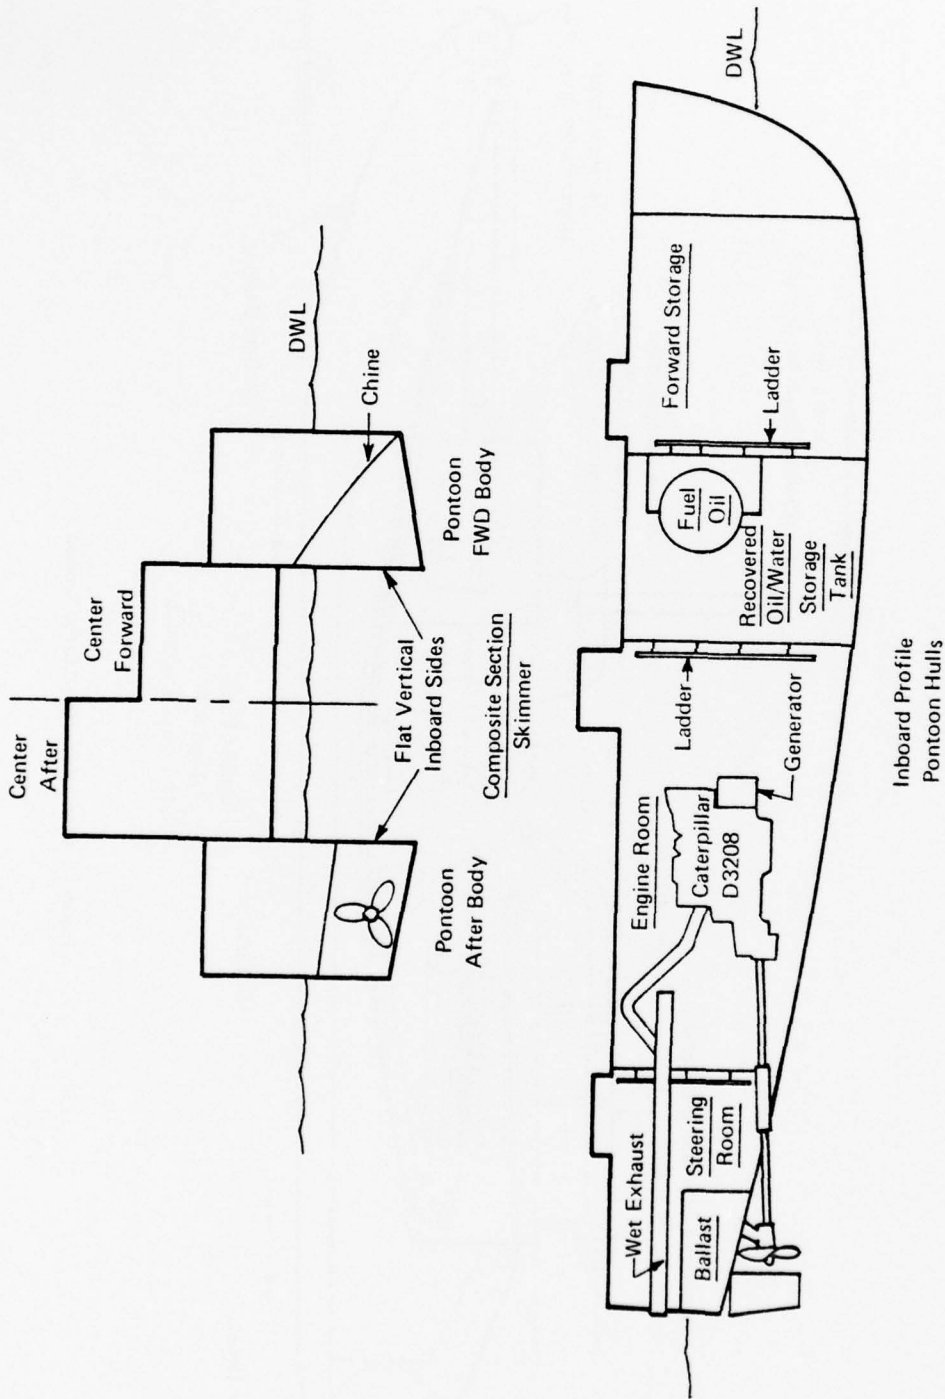 Center
After
Center
Forward
DWL
Chine
Flat Vertical
Inboard Sides
Pontoon
After Body
Composite Section
Skimmer
Pontoon
FWD Body
DWL
Wet Exhaust
Ballast
Steering
Room
Engine Room
Caterpillar
D3208
Generator
Ladder
Fuel
Oil
Recovered
Oil/Water
Storage
Tank
Ladder
Forward Storage
Inboard Profile
Pontoon Hulls